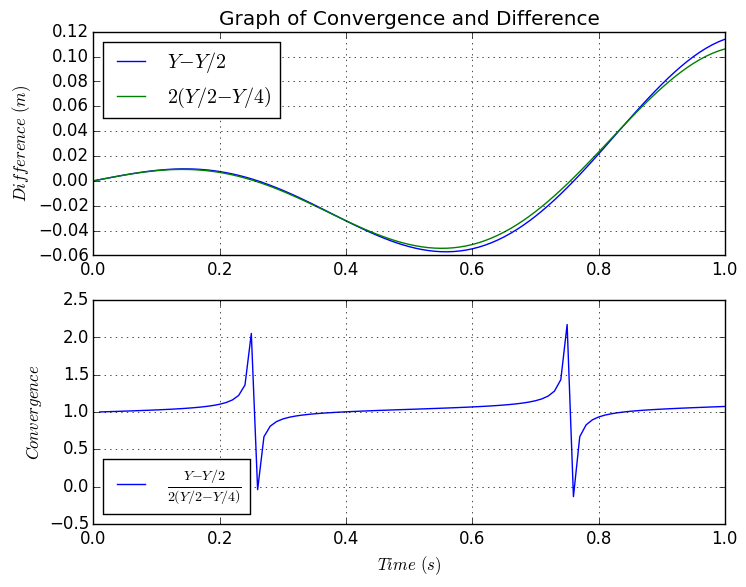 Graph of Convergence and Difference
0.12
0.10
0.08
0.06
0.04
0.02
0.00
−0.02
−0.04
−0.06
Difference (m)
Y−Y/2
2(Y/2−Y/4)
0.0 0.2 0.4 0.6 0.8 1.0
2.5
2.0
1.5
1.0
0.5
0.0
−0.5
Convergence
Y−Y/2
2(Y/2−Y/4)
0.0 0.2 0.4 0.6 0.8 1.0
Time (s)